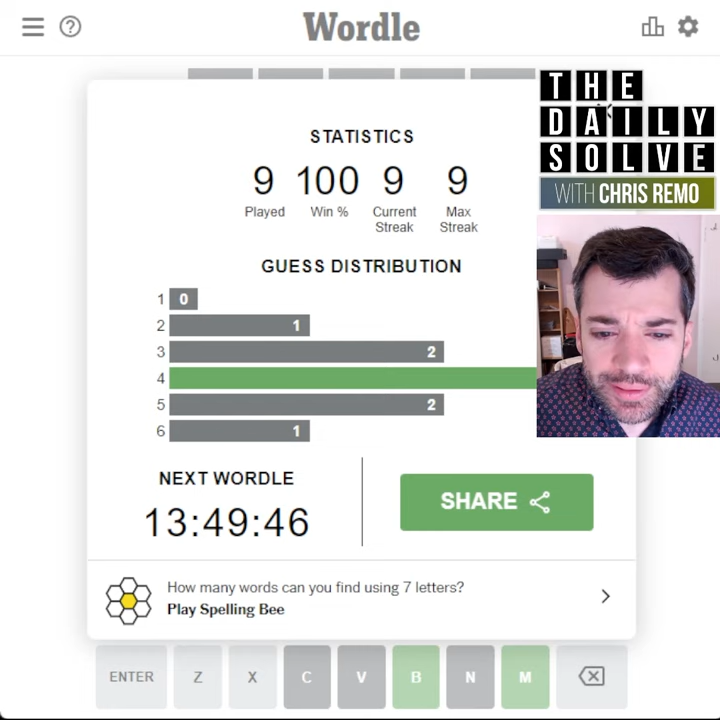 Wordle
THE
DAILY
SOLVE
WITH CHRIS REMO
STATISTICS
9 100 9 9
Played Win % Current Streak Max Streak
GUESS DISTRIBUTION
1 0
2 1
3 2
4
5 2
6 1
NEXT WORDLE
13:49:46
SHARE
How many words can you find using 7 letters?
Play Spelling Bee
ENTER Z X C V B N M